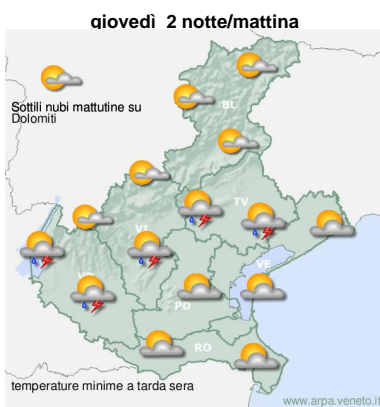 giovedì 2 notte/mattina
BL
Sottili nubi mattutine su
Dolomiti
TV
VI
VE
VR
PD
RO
temperature minime a tarda sera
www.arpa.veneto.it